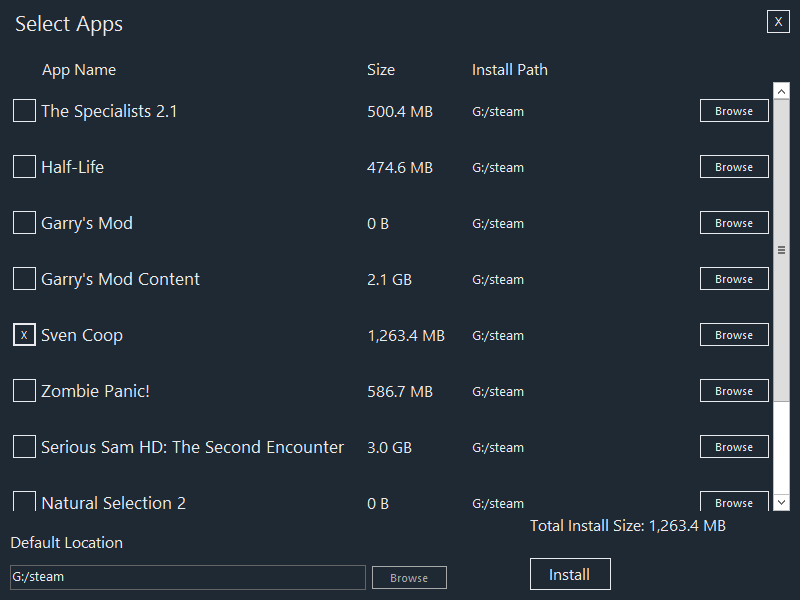 Select Apps X
App Name Size Install Path
The Specialists 2.1 500.4 MB G:/steam Browse
Half-Life 474.6 MB G:/steam Browse
Garry's Mod 0 B G:/steam Browse
Garry's Mod Content 2.1 GB G:/steam Browse
X Sven Coop 1,263.4 MB G:/steam Browse
Zombie Panic! 586.7 MB G:/steam Browse
Serious Sam HD: The Second Encounter 3.0 GB G:/steam Browse
Natural Selection 2 0 B G:/steam Browse
Total Install Size: 1,263.4 MB
Default Location
G:/steam Browse Install